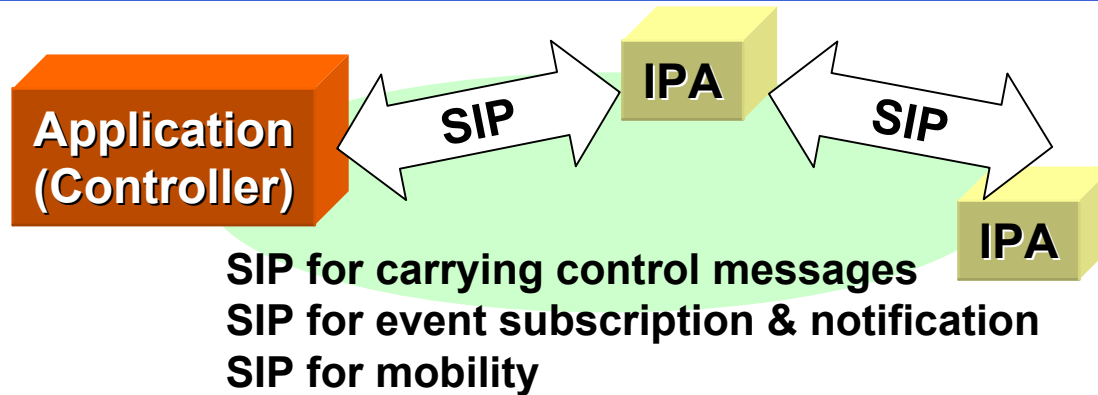 Application
(Controller)
SIP
IPA
SIP
IPA
SIP for carrying control messages
SIP for event subscription & notification
SIP for mobility